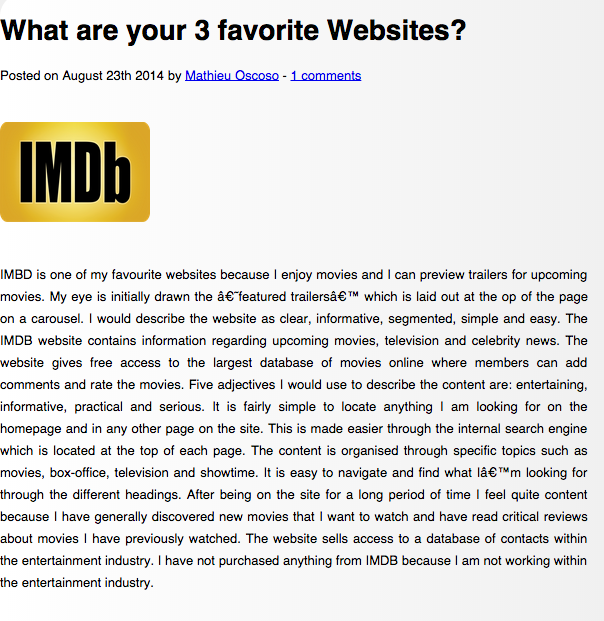 What are your 3 favorite Websites?
Posted on August 23th 2014 by Mathieu Oscoso - 1 comments
IMDb
IMBD is one of my favourite websites because I enjoy movies and I can preview trailers for upcoming
movies. My eye is initially drawn the â€˜featured trailersâ€™ which is laid out at the op of the page
on a carousel. I would describe the website as clear, informative, segmented, simple and easy. The
IMDB website contains information regarding upcoming movies, television and celebrity news. The
website gives free access to the largest database of movies online where members can add
comments and rate the movies. Five adjectives I would use to describe the content are: entertaining,
informative, practical and serious. It is fairly simple to locate anything I am looking for on the
homepage and in any other page on the site. This is made easier through the internal search engine
which is located at the top of each page. The content is organised through specific topics such as
movies, box-office, television and showtime. It is easy to navigate and find what Iâ€™m looking for
through the different headings. After being on the site for a long period of time I feel quite content
because I have generally discovered new movies that I want to watch and have read critical reviews
about movies I have previously watched. The website sells access to a database of contacts within
the entertainment industry. I have not purchased anything from IMDB because I am not working within
the entertainment industry.